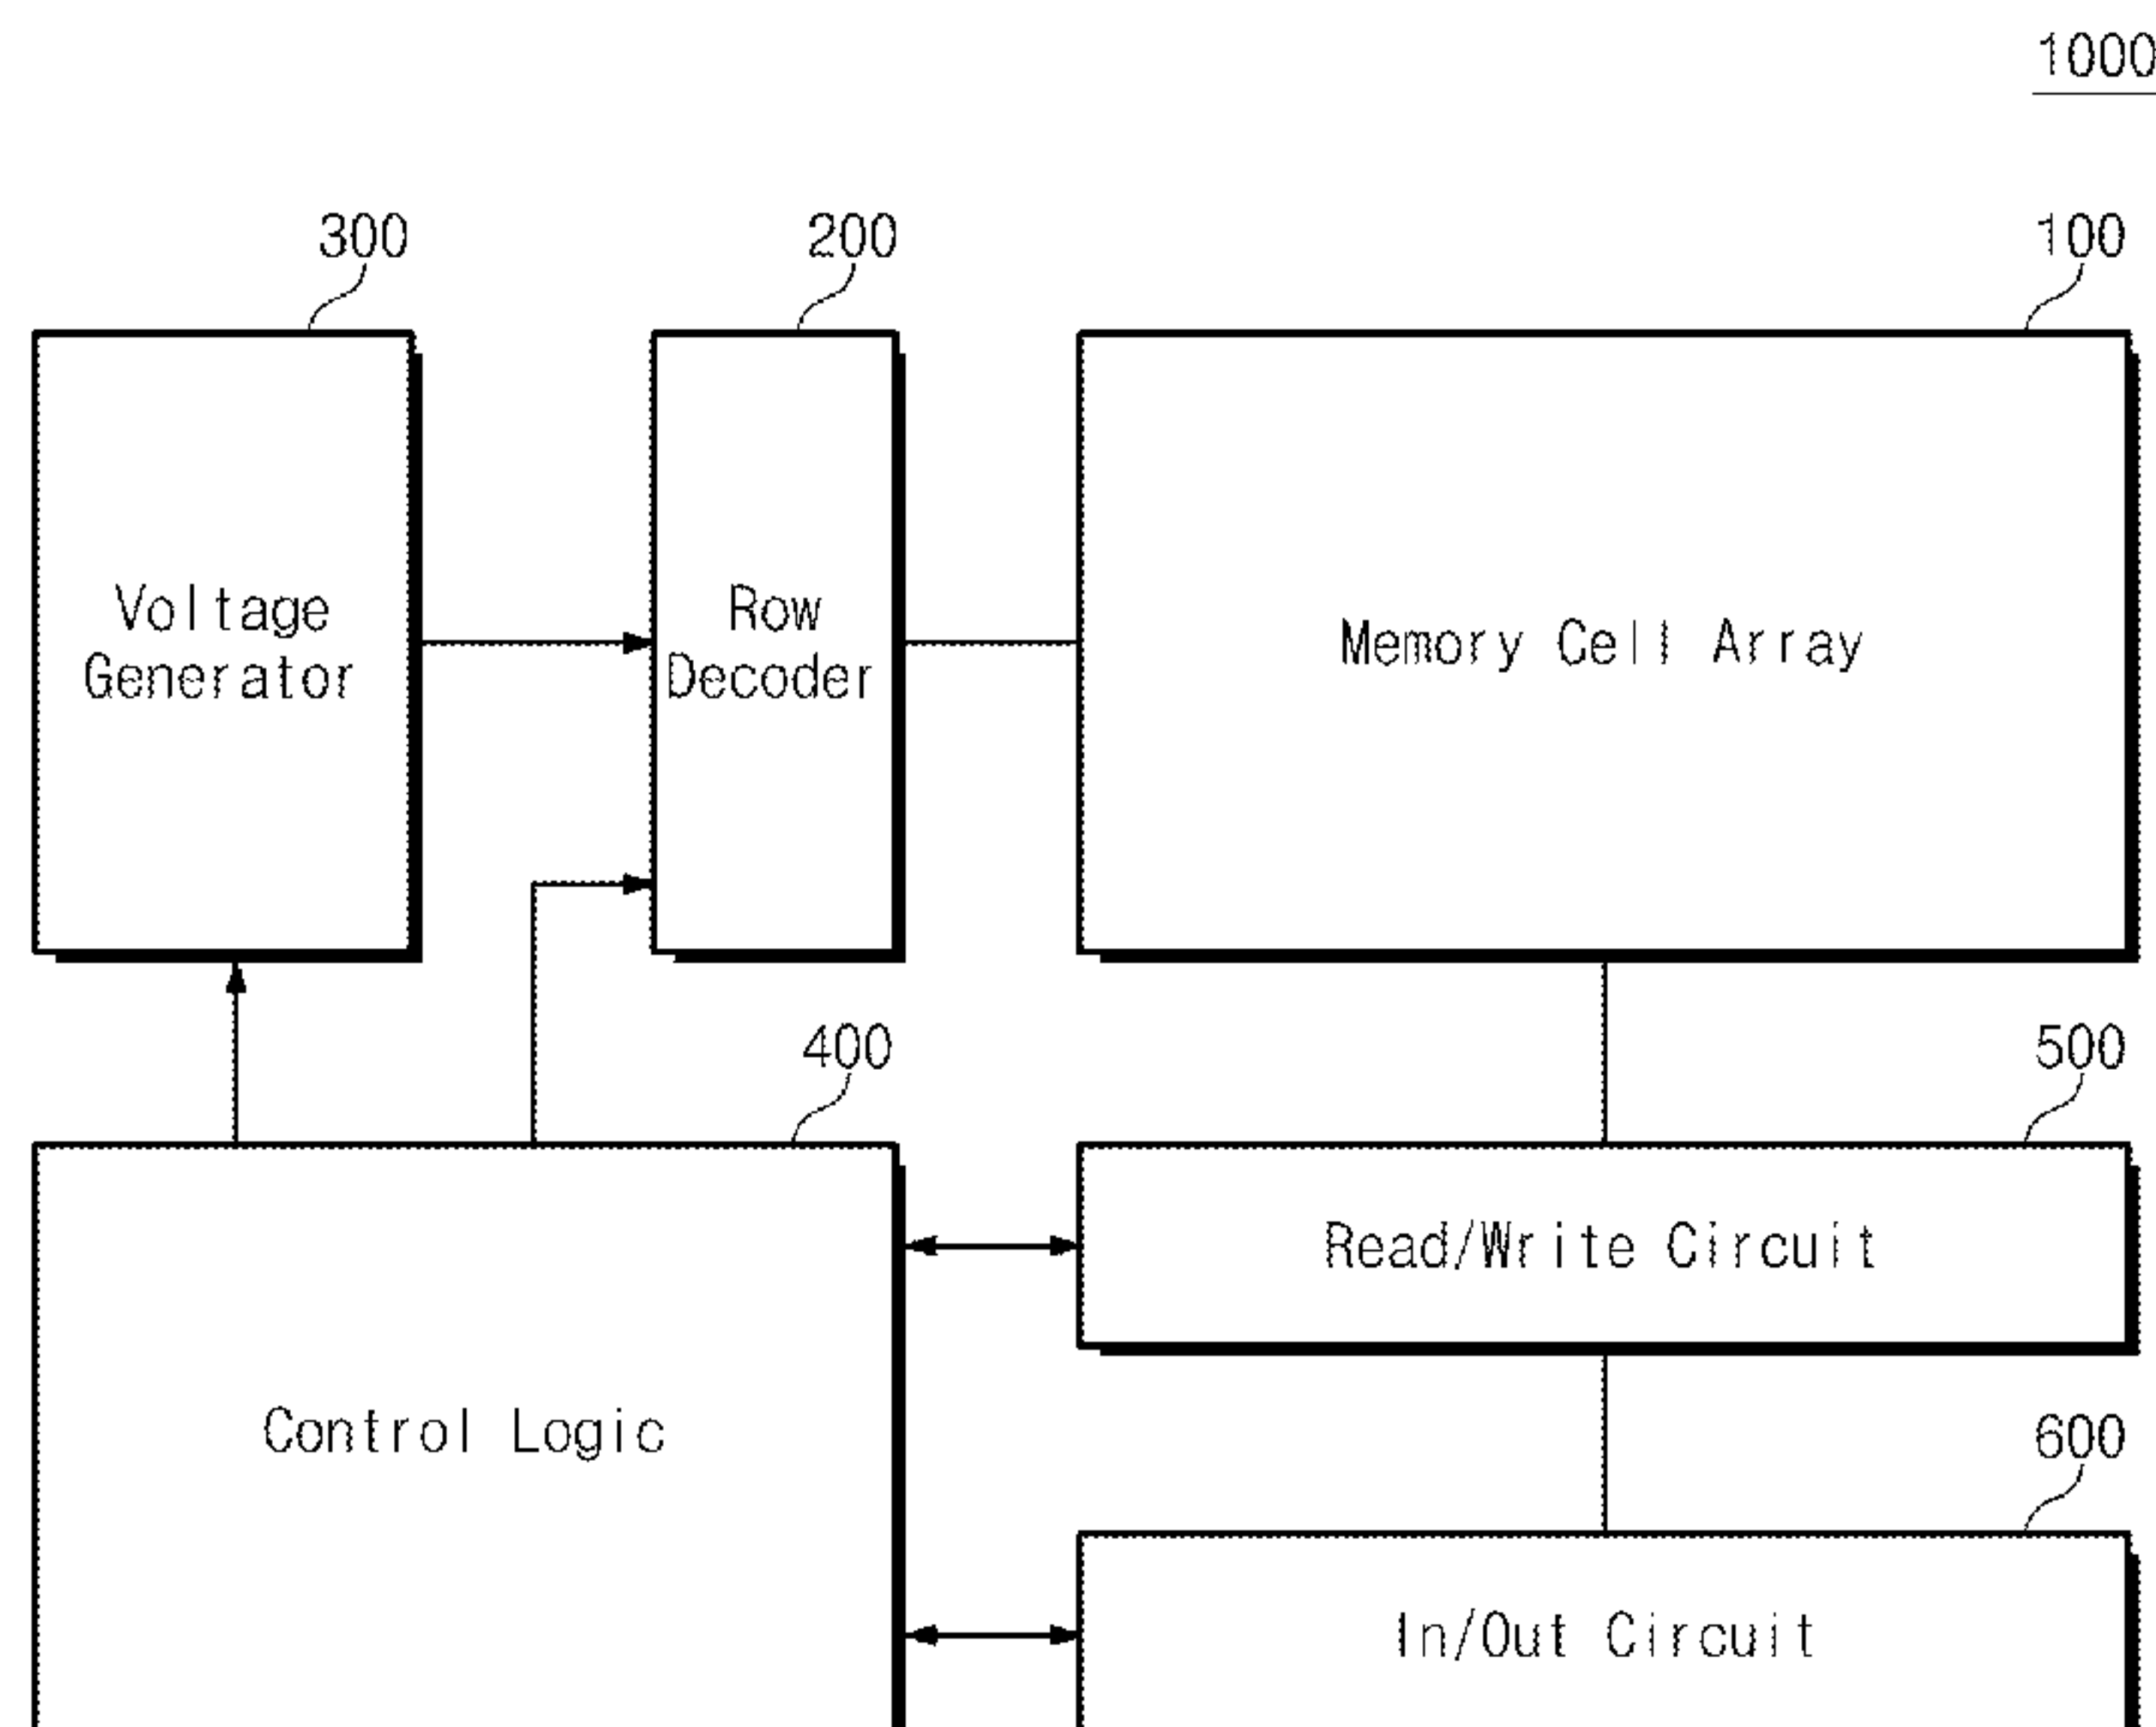 1000
300
200
100
Voltage
Generator
Row
Decoder
Memory Cell Array
400
500
Read/Write Circuit
Control Logic
600
In/Out Circuit